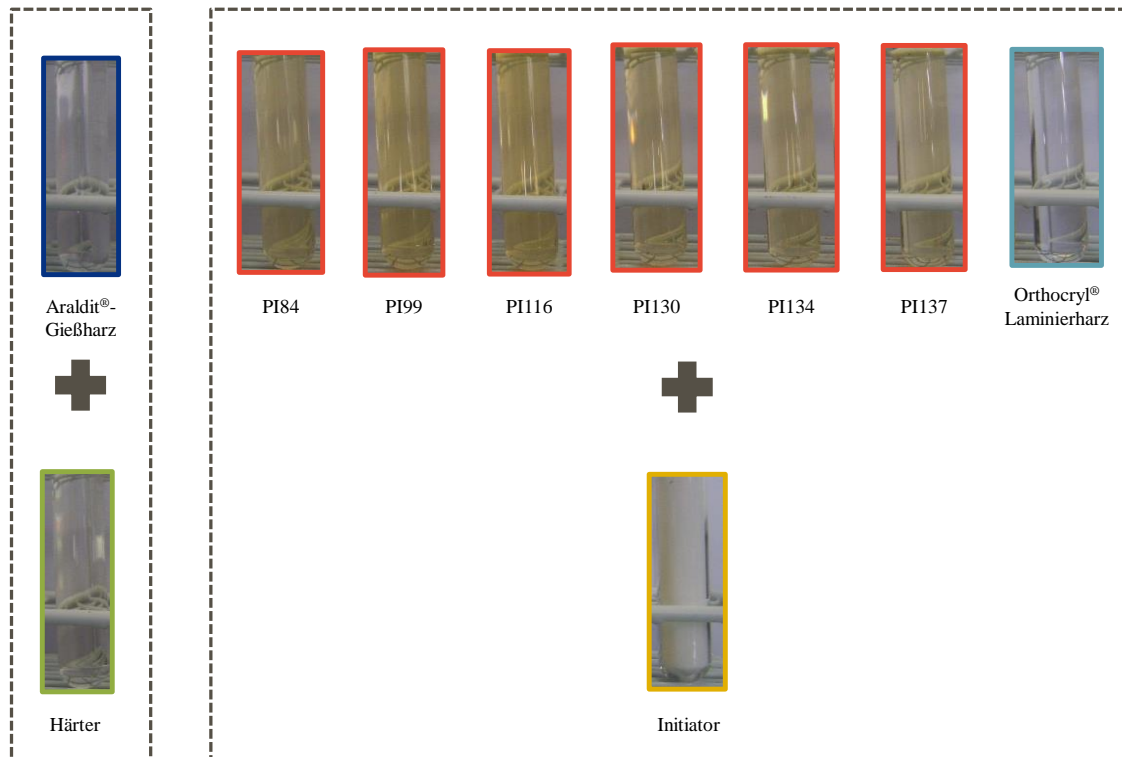 Araldit®-
Gießharz
PI84
PI99
PI116
PI130
PI134
PI137
Orthocryl®
Laminierharz
Härter
Initiator